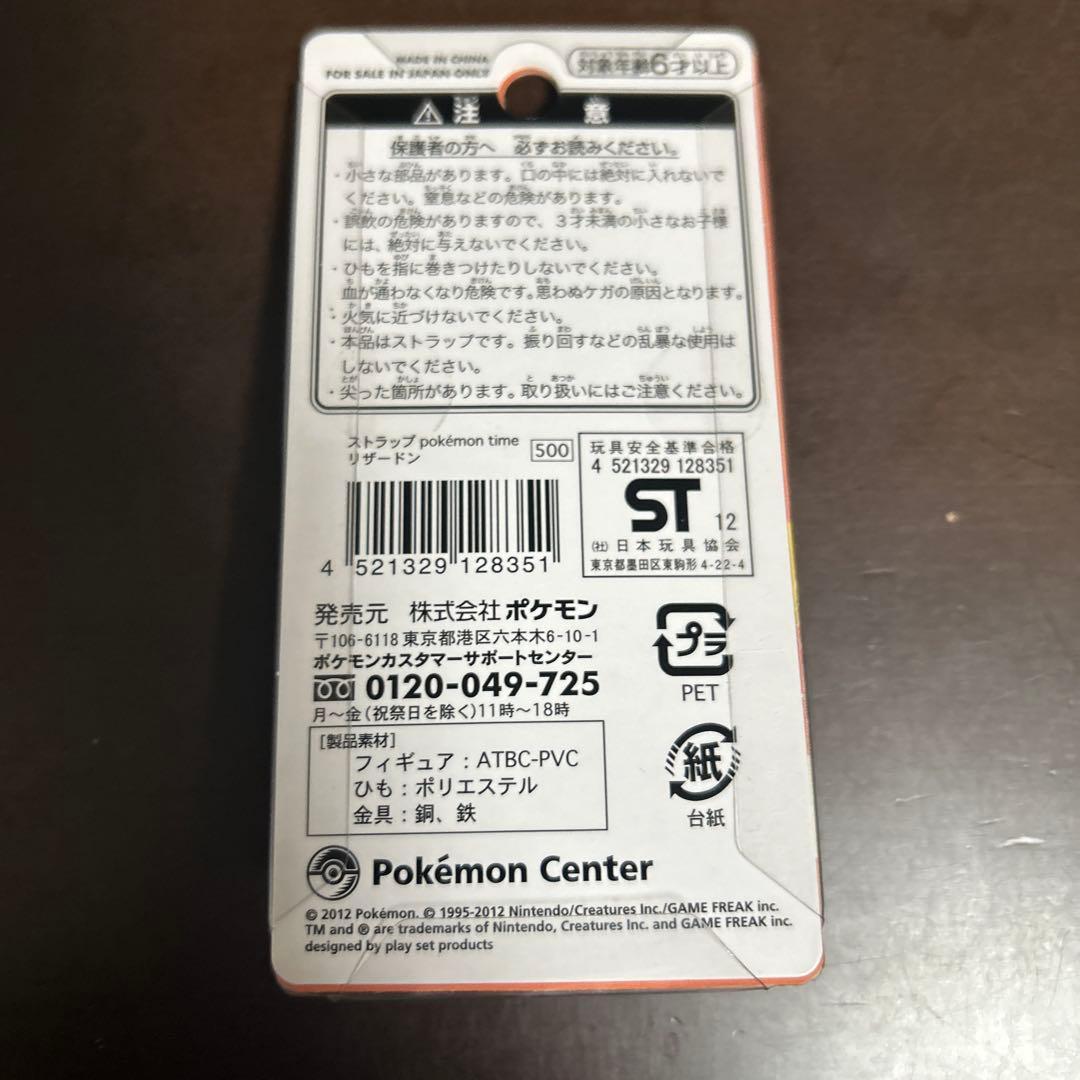 MADE IN CHINA
FOR SALE IN JAPAN ONLY
対象年齢6才以上
注意
保護者の方へ 必ずお読みください。
・小さな部品があります。口の中には絶対に入れないで
ください。窒息などの危険があります。
・誤飲の危険がありますので、3才未満の小さなお子様
には、絶対に与えないでください。
・ひもを指に巻きつけたりしないでください。
血が通わなくなり危険です。思わぬケガの原因となります。
・火気に近づけないでください。
・本品はストラップです。振り回すなどの乱暴な使用は
しないでください。
・尖った箇所があります。取り扱いにはご注意ください。
ストラップ pokémon time
リザードン
500
4 521329 128351
玩具安全基準合格
4 521329 128351
ST 12
(社)日本玩具協会
東京都墨田区東駒形4-22-4
発売元 株式会社ポケモン
〒106-6118 東京都港区六本木6-10-1
ポケモンカスタマーサポートセンター
0120-049-725
月〜金(祝祭日を除く)11時〜18時
プラ
PET
[製品素材]
フィギュア:ATBC-PVC
ひも:ポリエステル
金具:銅、鉄
紙
台紙
Pokémon Center
© 2012 Pokémon. © 1995-2012 Nintendo/Creatures Inc./GAME FREAK inc.
TM and ® are trademarks of Nintendo, Creatures Inc. and GAME FREAK inc.
designed by play set products